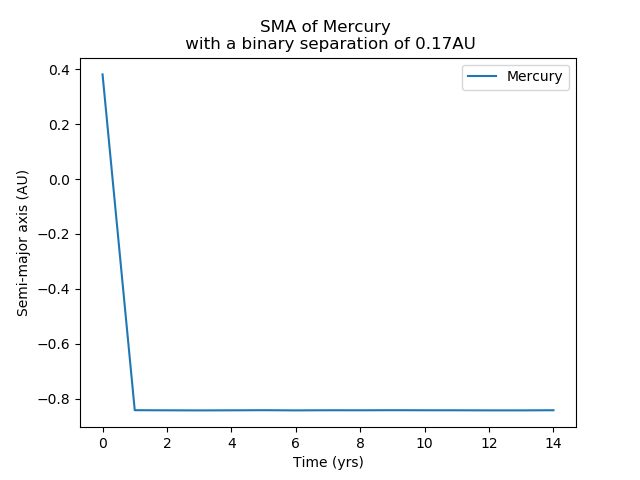 SMA of Mercury
with a binary separation of 0.17AU
Mercury
Semi-major axis (AU)
0.4
0.2
0.0
−0.2
−0.4
−0.6
−0.8
0 2 4 6 8 10 12 14
Time (yrs)